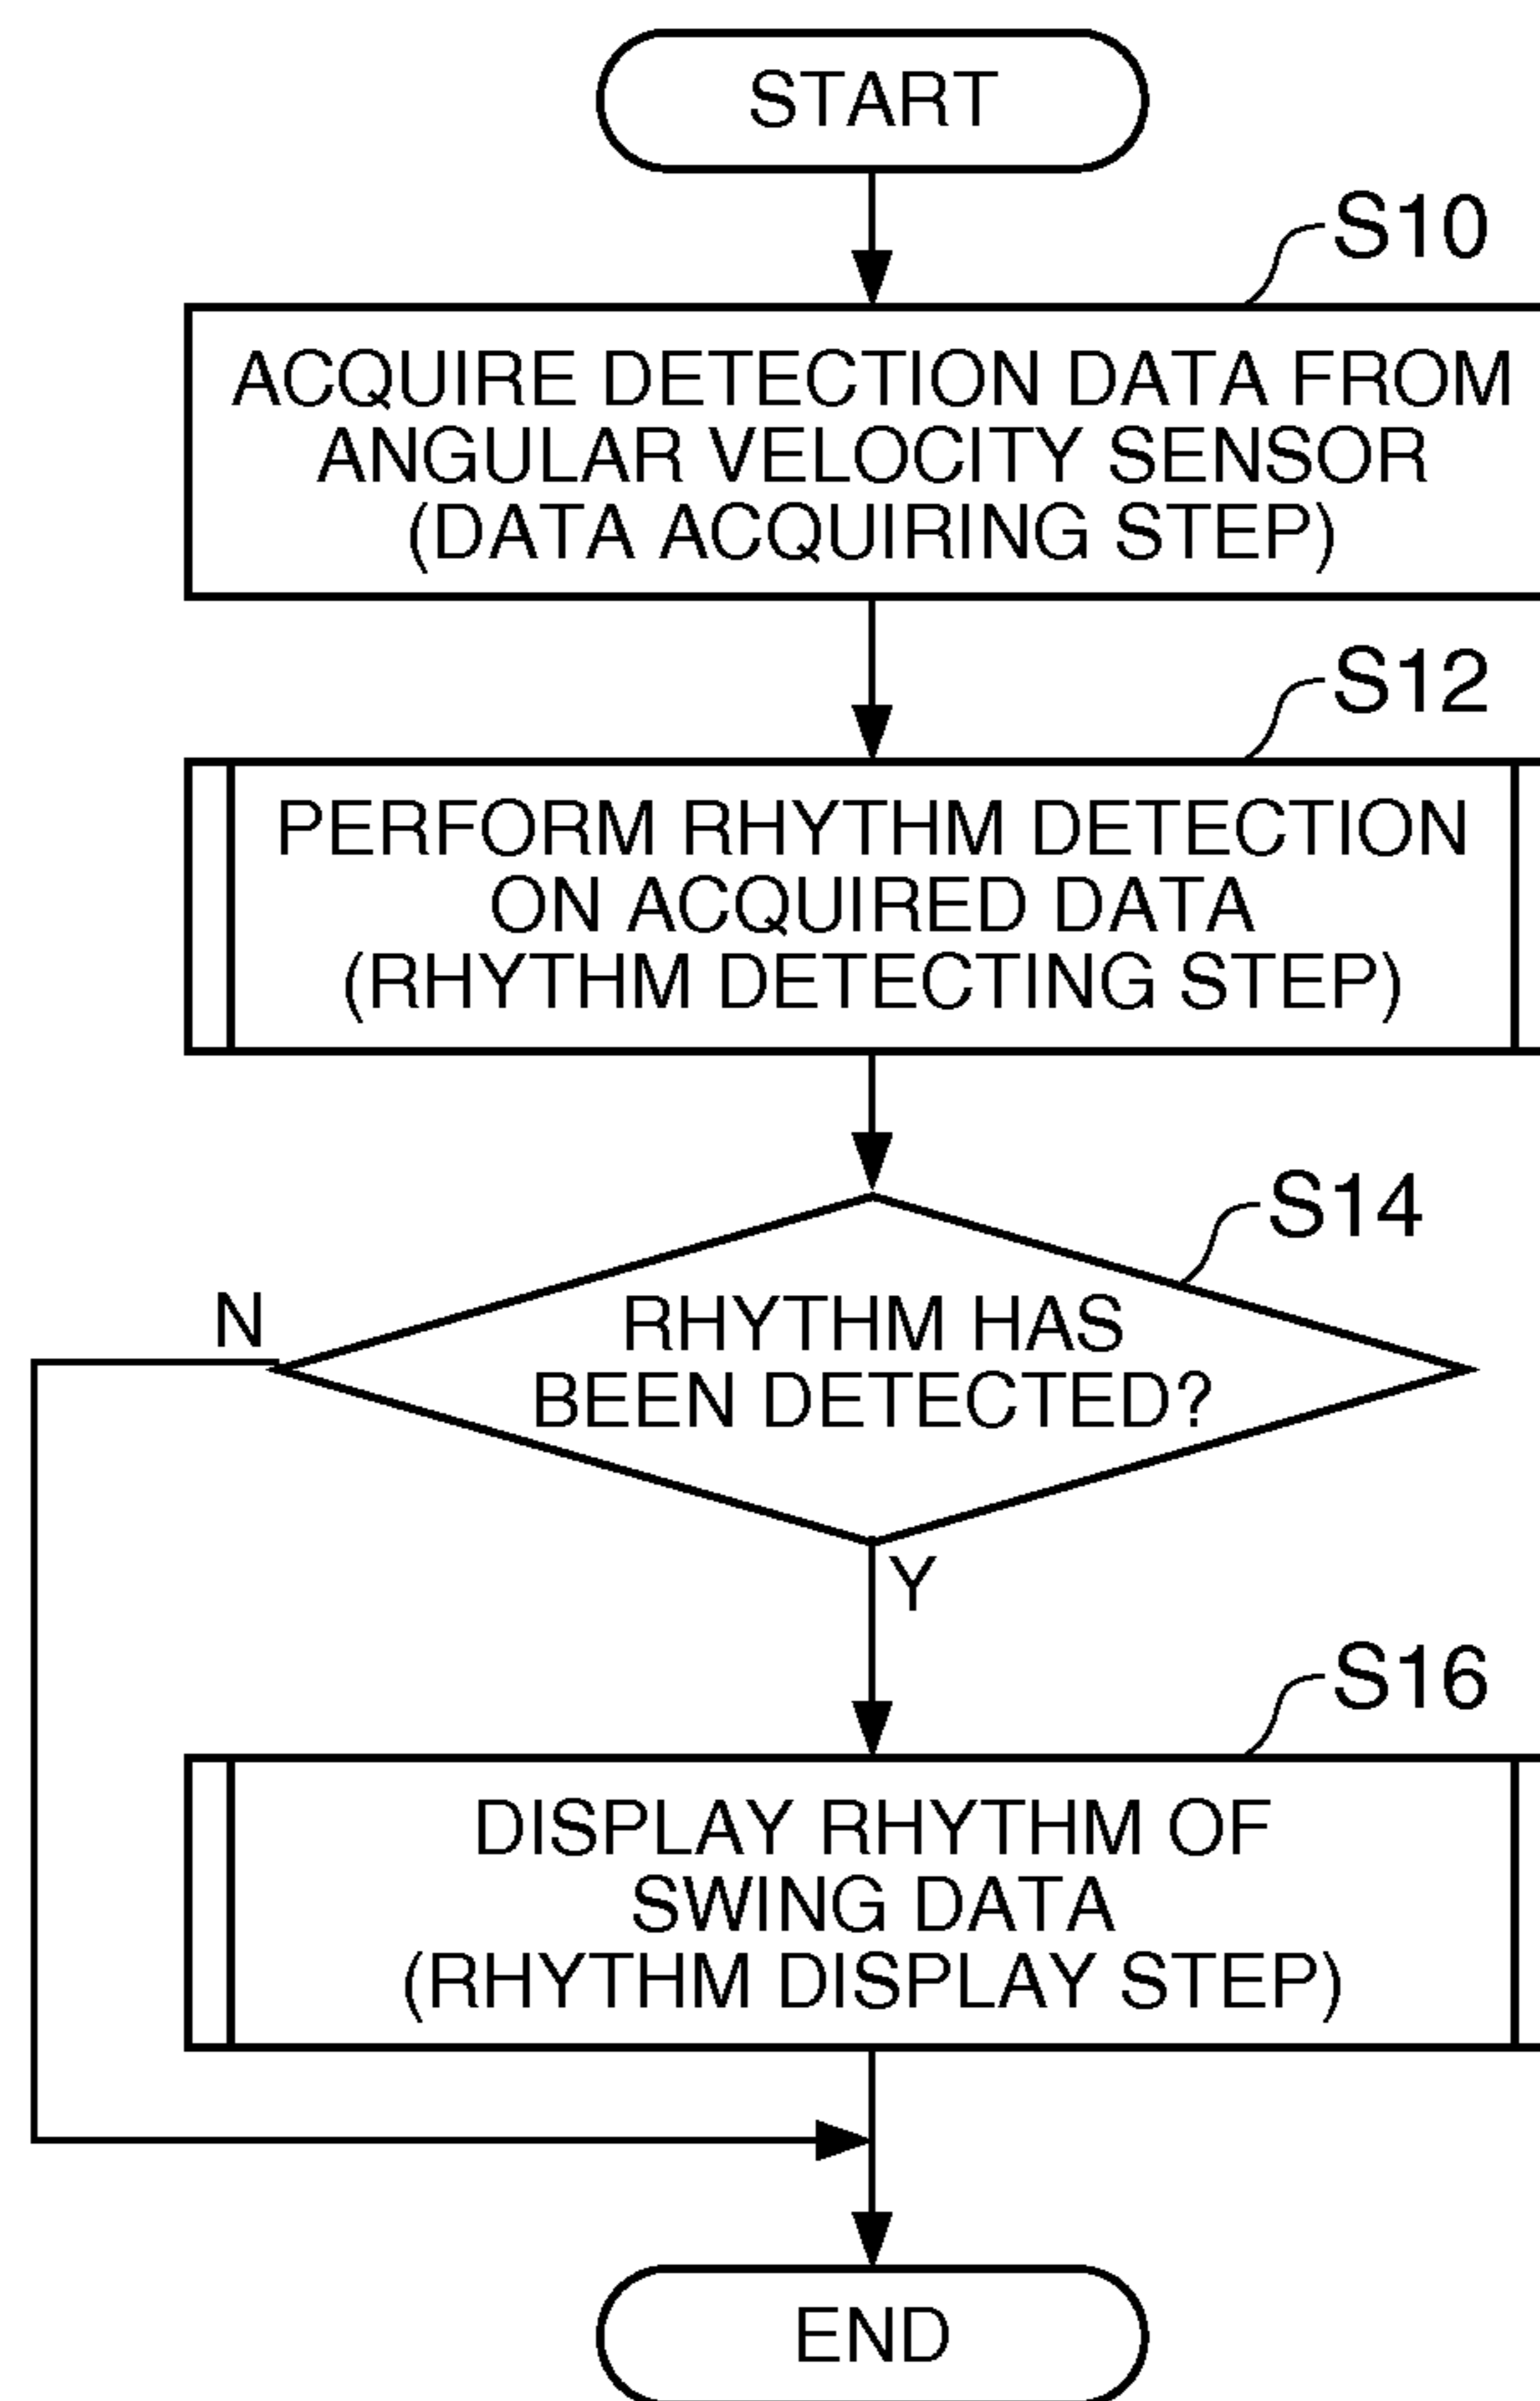 START
S10
ACQUIRE DETECTION DATA FROM
ANGULAR VELOCITY SENSOR
(DATA ACQUIRING STEP)
S12
PERFORM RHYTHM DETECTION
ON ACQUIRED DATA
(RHYTHM DETECTING STEP)
S14
N
RHYTHM HAS
BEEN DETECTED?
Y
S16
DISPLAY RHYTHM OF
SWING DATA
(RHYTHM DISPLAY STEP)
END